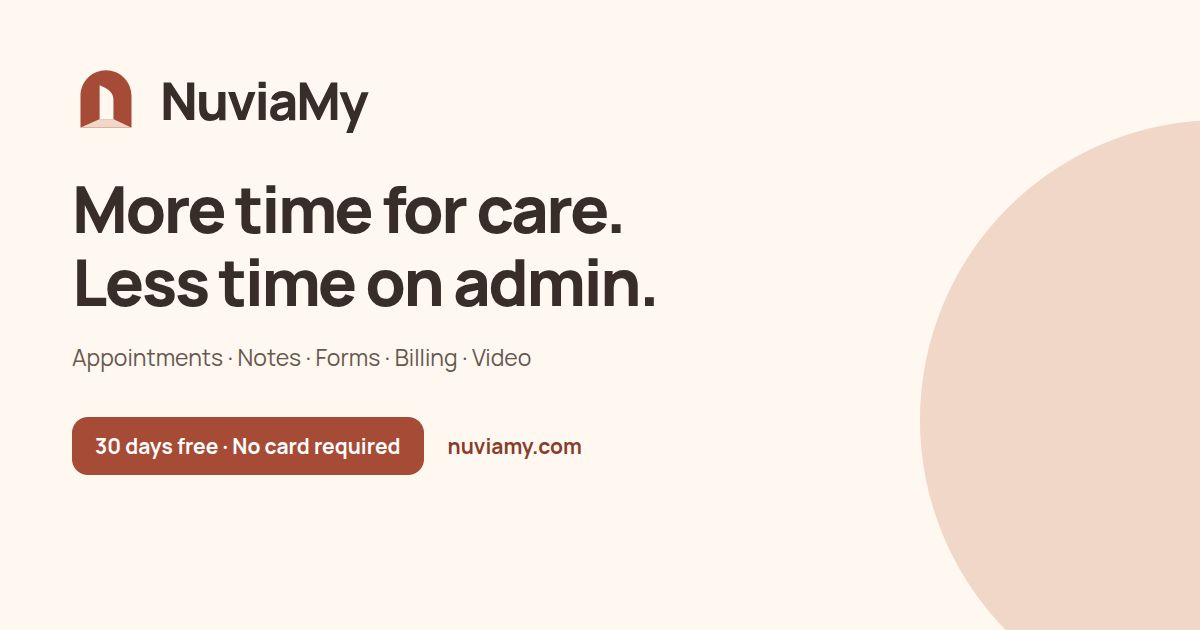 NuviaMy
More time for care.
Less time on admin.
Appointments · Notes · Forms · Billing · Video
30 days free · No card required
nuviamy.com